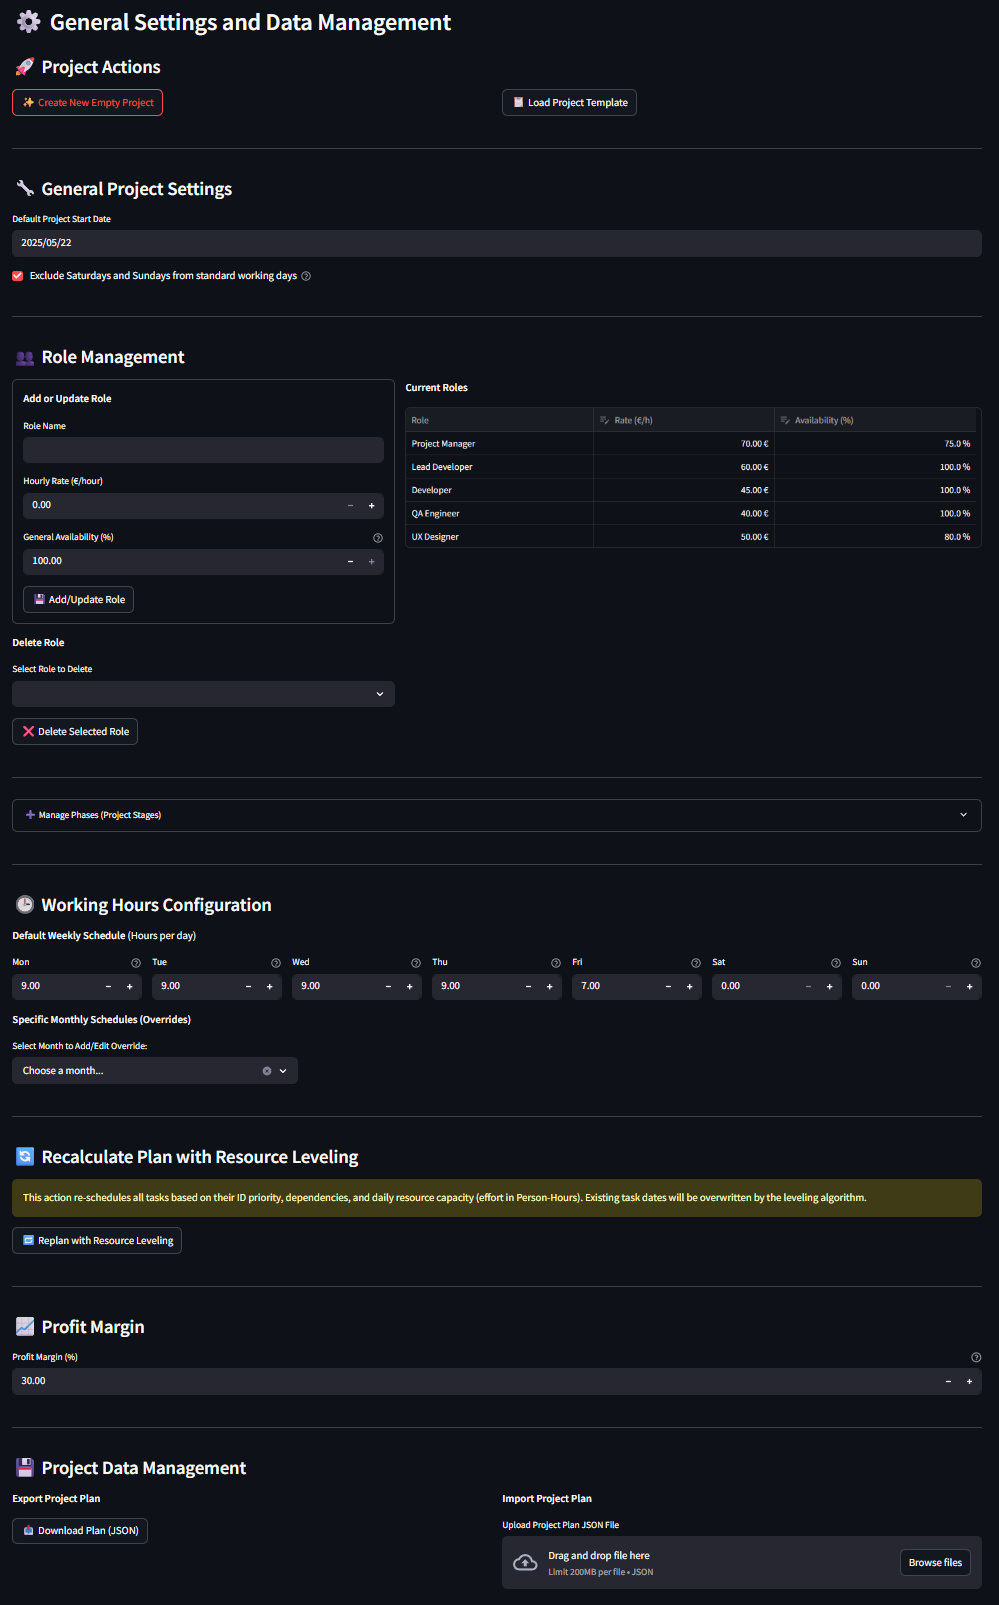 General Settings and Data Management
Project Actions
Create New Empty Project
Load Project Template
General Project Settings
Default Project Start Date
2025/05/22
Exclude Saturdays and Sundays from standard working days
Role Management
Add or Update Role
Role Name
Hourly Rate (€/hour)
0.00
General Availability (%)
100.00
Add/Update Role
Current Roles
Role Rate (€/h) Availability (%)
Project Manager 70.00 € 75.0 %
Lead Developer 60.00 € 100.0 %
Developer 45.00 € 100.0 %
QA Engineer 40.00 € 100.0 %
UX Designer 50.00 € 80.0 %
Delete Role
Select Role to Delete
Delete Selected Role
Manage Phases (Project Stages)
Working Hours Configuration
Default Weekly Schedule (Hours per day)
Mon Tue Wed Thu Fri Sat Sun
9.00 9.00 9.00 9.00 7.00 0.00 0.00
Specific Monthly Schedules (Overrides)
Select Month to Add/Edit Override:
Choose a month...
Recalculate Plan with Resource Leveling
This action re-schedules all tasks based on their ID priority, dependencies, and daily resource capacity (effort in Person-Hours). Existing task dates will be overwritten by the leveling algorithm.
Replan with Resource Leveling
Profit Margin
Profit Margin (%)
30.00
Project Data Management
Export Project Plan
Download Plan (JSON)
Import Project Plan
Upload Project Plan JSON File
Drag and drop file here
Limit 200MB per file • JSON
Browse files